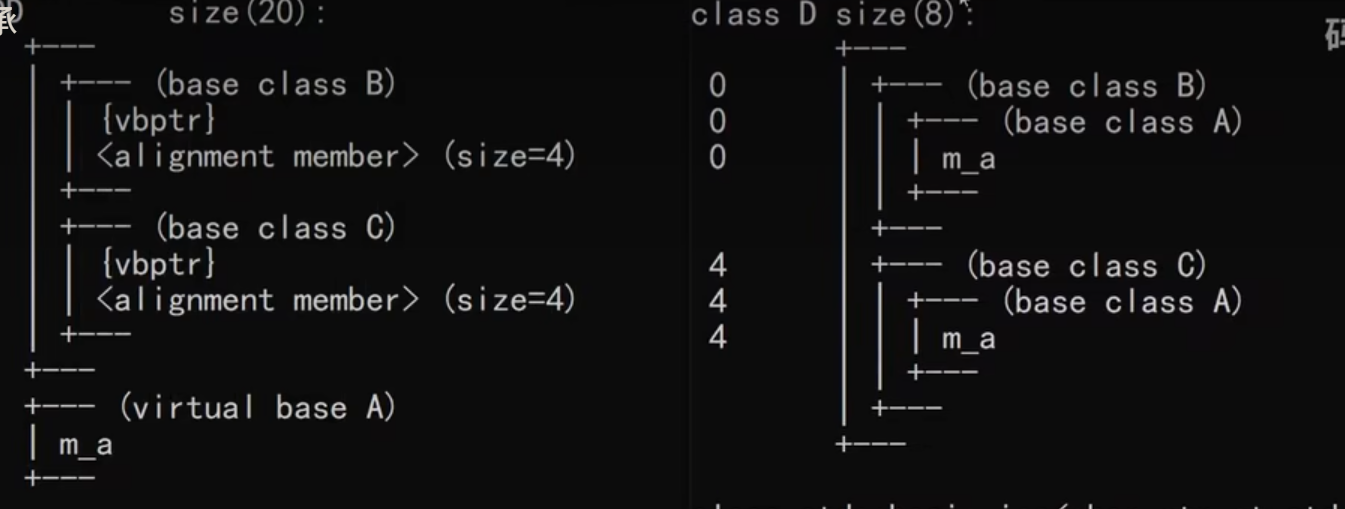 承
D size(20):
+---
| +--- (base class B)
| | {vbptr}
| | <alignment member> (size=4)
| +---
| +--- (base class C)
| | {vbptr}
| | <alignment member> (size=4)
| +---
+---
+--- (virtual base A)
| m_a
+---
class D size(8):
+---
0 | +--- (base class B)
0 | | +--- (base class A)
0 | | | m_a
| | +---
| +---
4 | +--- (base class C)
4 | | +--- (base class A)
4 | | | m_a
| | +---
| +---
+---
码